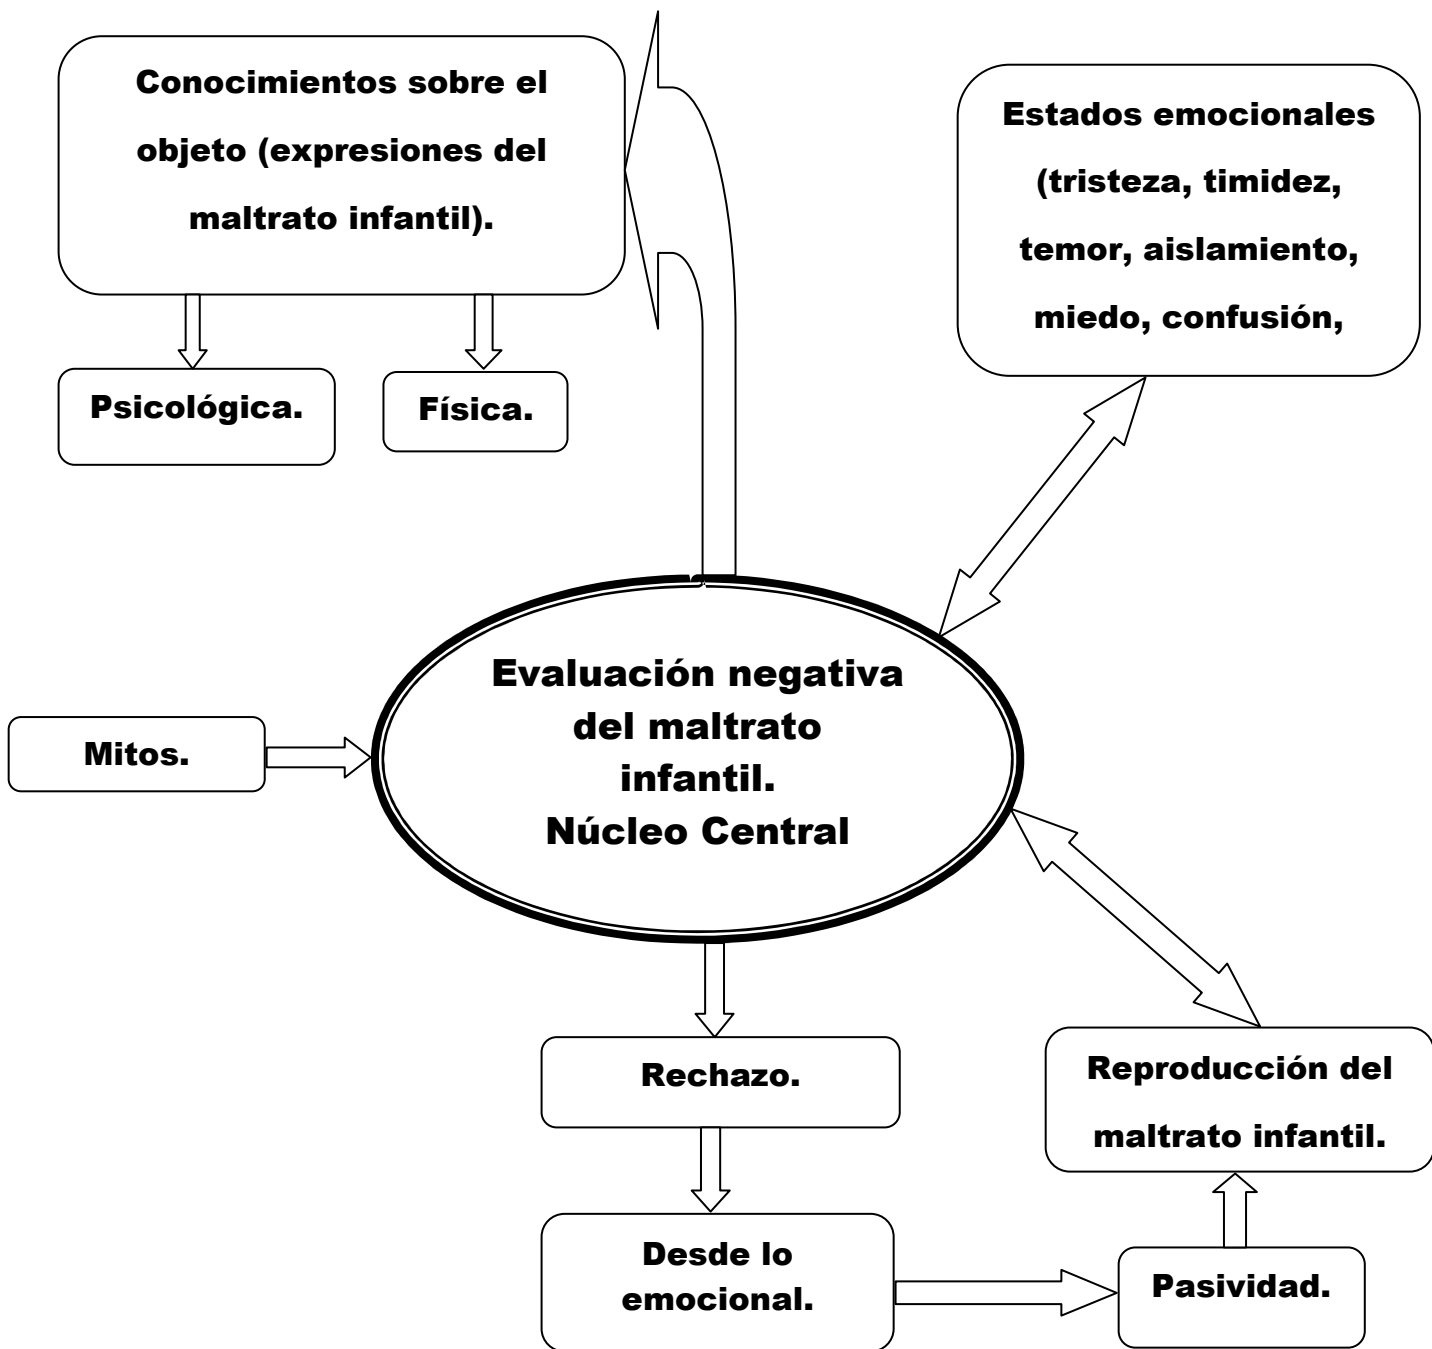 Conocimientos sobre el
objeto (expresiones del
maltrato infantil).
Estados emocionales
(tristeza, timidez,
temor, aislamiento,
miedo, confusión,
Psicológica.
Física.
Evaluación negativa
del maltrato
infantil.
Núcleo Central
Mitos.
Rechazo.
Reproducción del
maltrato infantil.
Desde lo
emocional.
Pasividad.